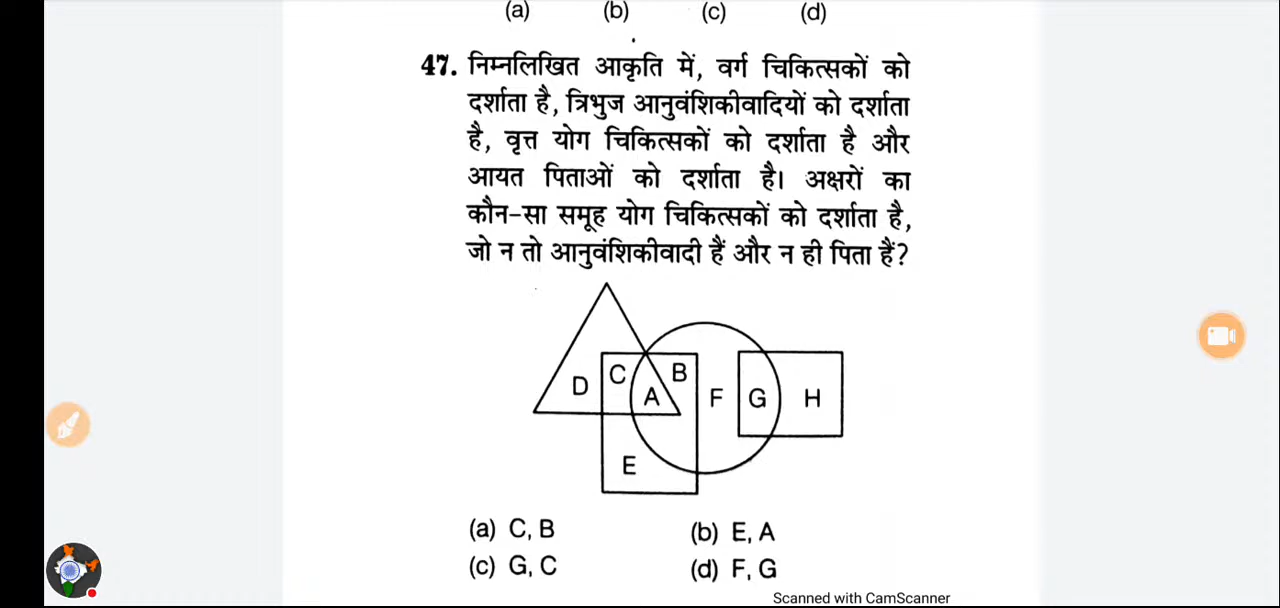 (a) (b) (c) (d)
47. निम्नलिखित आकृति में, वर्ग चिकित्सकों को
दर्शाता है, त्रिभुज आनुवंशिकीवादियों को दर्शाता
है, वृत्त योग चिकित्सकों को दर्शाता है और
आयत पिताओं को दर्शाता है। अक्षरों का
कौन-सा समूह योग चिकित्सकों को दर्शाता है,
जो न तो आनुवंशिकीवादी हैं और न ही पिता हैं?
D C A B F G H
E
(a) C, B (b) E, A
(c) G, C (d) F, G
Scanned with CamScanner